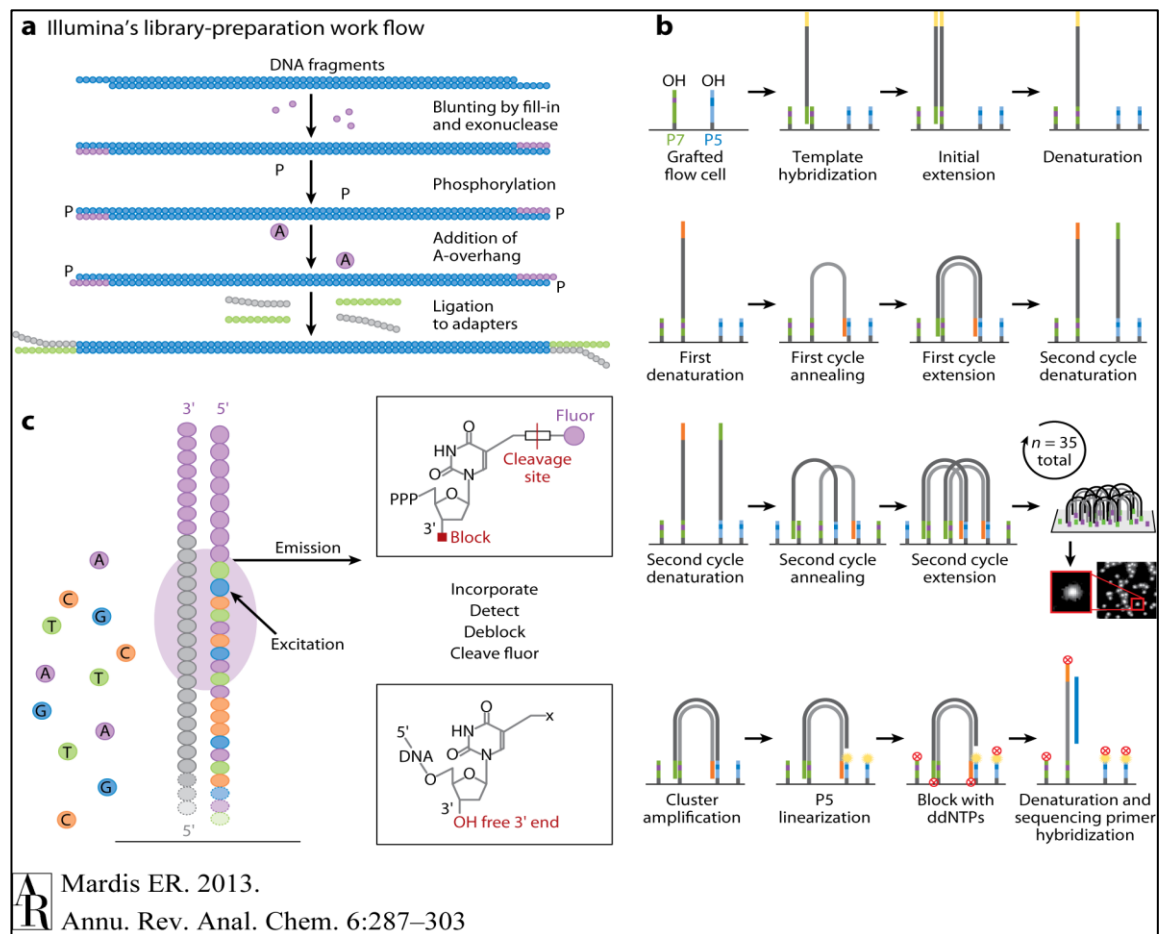 a Illumina's library-preparation work flow
DNA fragments
Blunting by fill-in
and exonuclease
P
P
Phosphorylation
P
P
A
A
Addition of
A-overhang
P
P
Ligation
to adapters
b
OH OH
P7 P5
Grafted
flow cell
Template
hybridization
Initial
extension
Denaturation
First
denaturation
First cycle
annealing
First cycle
extension
Second cycle
denaturation
n = 35
total
Second cycle
denaturation
Second cycle
annealing
Second cycle
extension
Cluster
amplification
P5
linearization
Block with
ddNTPs
Denaturation and
sequencing primer
hybridization
c
3' 5'
A
C
G
T
C
A
T
G
A
T
G
C
5'
Emission
Excitation
Fluor
O
HN
Cleavage
site
O
N
PPP
O
3'
Block
Incorporate
Detect
Deblock
Cleave fluor
O
x
HN
5'
O
N
DNA
O
O
3'
OH free 3' end
AR
Mardis ER. 2013.
Annu. Rev. Anal. Chem. 6:287–303